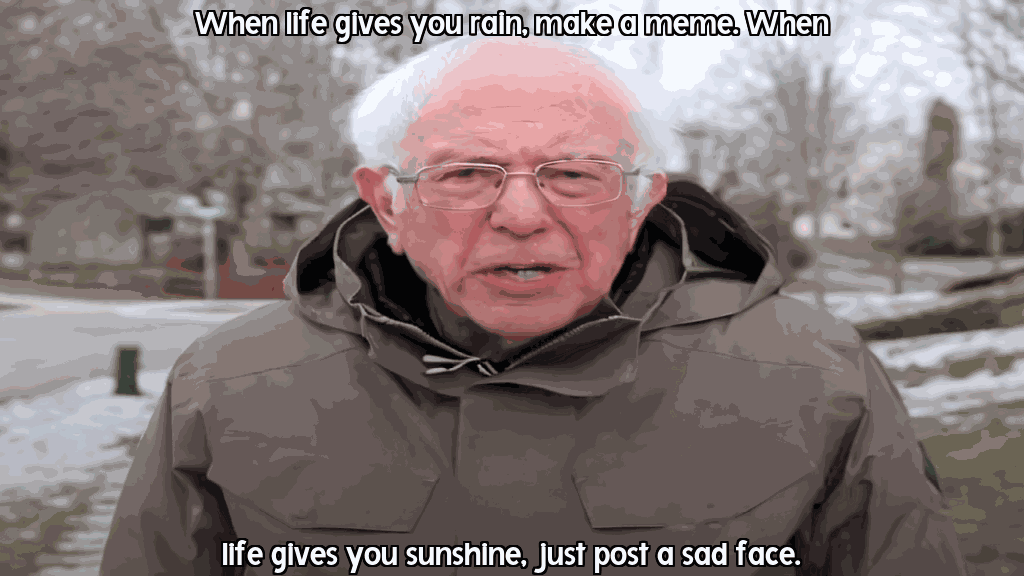 When life gives you rain, make a meme. When
life gives you sunshine, just post a sad face.